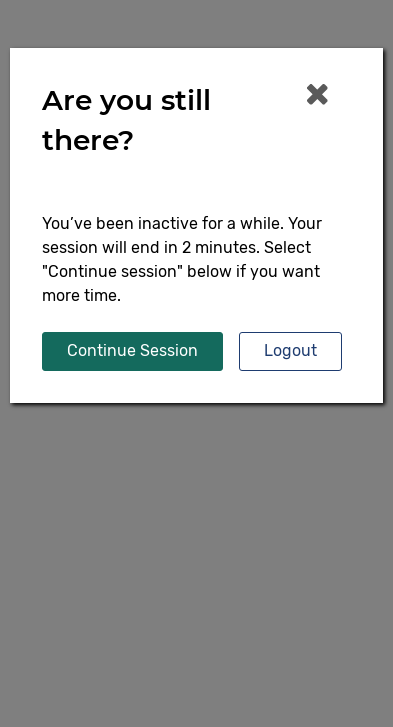 Are you still
there?
You’ve been inactive for a while. Your
session will end in 2 minutes. Select
"Continue session" below if you want
more time.
Continue Session
Logout